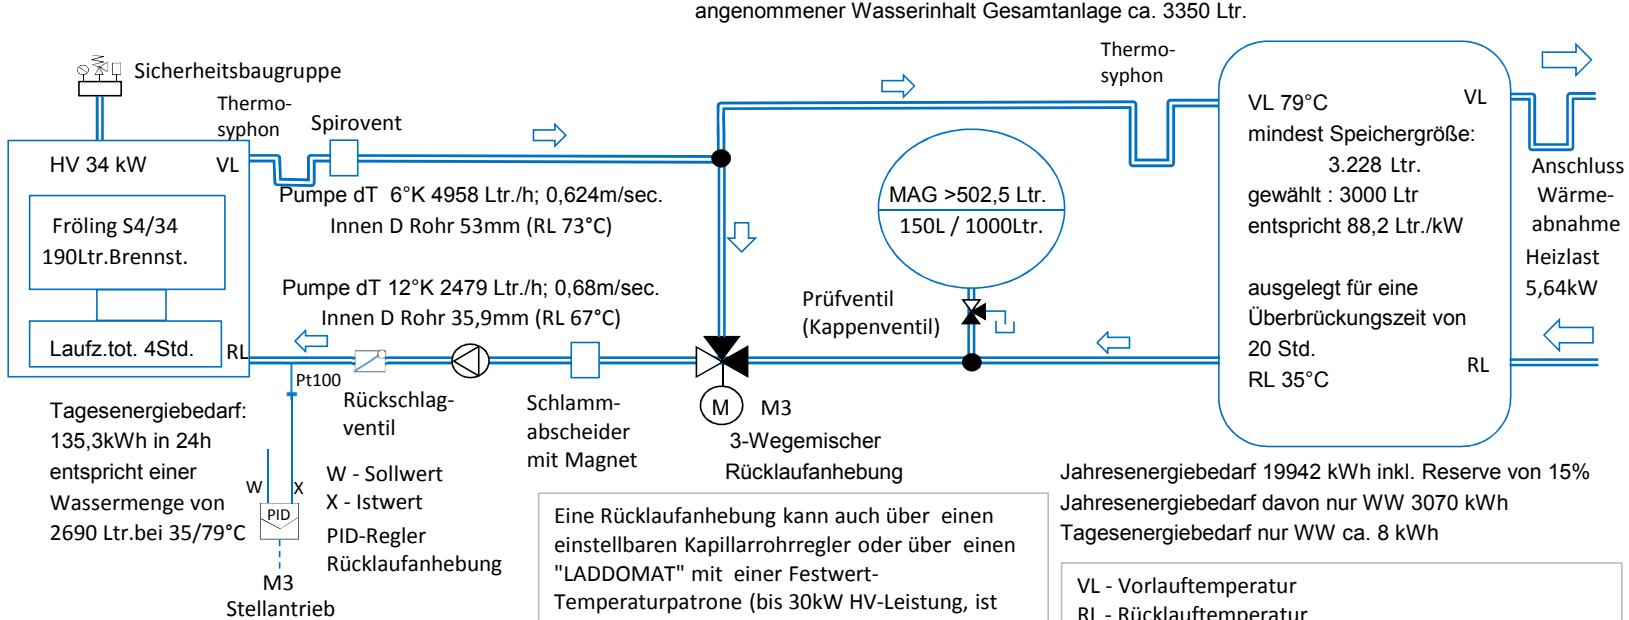 angenommener Wasserinhalt Gesamtanlage ca. 3350 Ltr.
Sicherheitsbaugruppe
Thermo-
syphon
Spirovent
Thermo-
syphon
HV 34 kW
VL
Fröling S4/34
190Ltr.Brennst.
Laufz.tot. 4Std.
RL
Pumpe dT 6°K 4958 Ltr./h; 0,624m/sec.
Innen D Rohr 53mm (RL 73°C)
Pumpe dT 12°K 2479 Ltr./h; 0,68m/sec.
Innen D Rohr 35,9mm (RL 67°C)
MAG >502,5 Ltr.
150L / 1000Ltr.
Prüfventil
(Kappenventil)
VL 79°C
VL
mindest Speichergröße:
3.228 Ltr.
gewählt : 3000 Ltr
entspricht 88,2 Ltr./kW
ausgelegt für eine
Überbrückungszeit von
20 Std.
RL 35°C
RL
Anschluss
Wärme-
abnahme
Heizlast
5,64kW
Pt100
Rückschlag-
ventil
Schlamm-
abscheider
mit Magnet
M
M3
3-Wegemischer
Rücklaufanhebung
Tagesenergiebedarf:
135,3kWh in 24h
entspricht einer
Wassermenge von
2690 Ltr.bei 35/79°C
W
X
PID
M3
Stellantrieb
W - Sollwert
X - Istwert
PID-Regler
Rücklaufanhebung
Eine Rücklaufanhebung kann auch über einen
einstellbaren Kapillarrohrregler oder über einen
"LADDOMAT" mit einer Festwert-
Temperaturpatrone (bis 30kW HV-Leistung, ist
Jahresenergiebedarf 19942 kWh inkl. Reserve von 15%
Jahresenergiebedarf davon nur WW 3070 kWh
Tagesenergiebedarf nur WW ca. 8 kWh
VL - Vorlauftemperatur
RL - Rücklauftemperatur